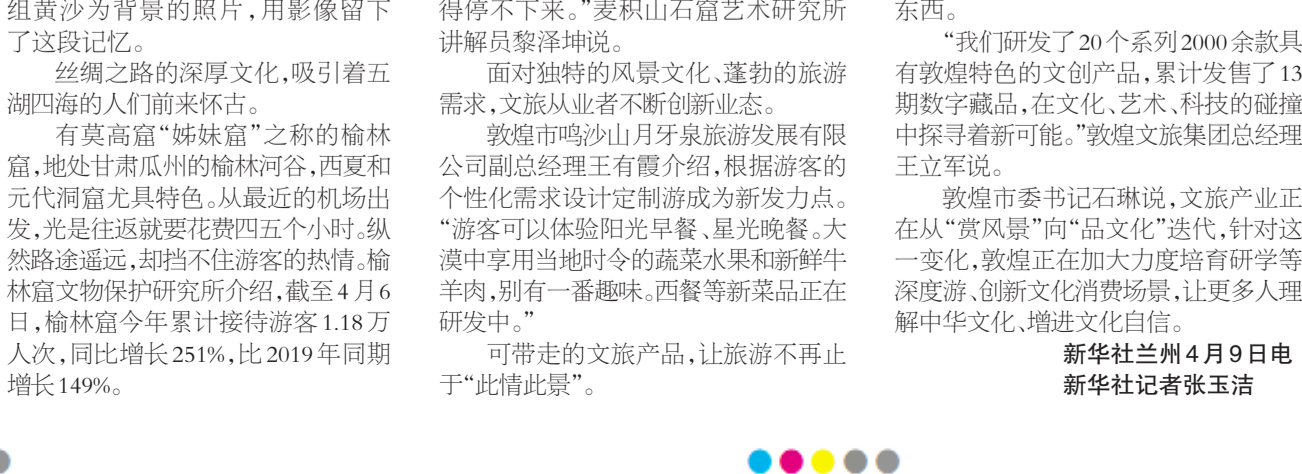 组黄沙为背景的照片，用影像留下
了这段记忆。
丝绸之路的深厚文化，吸引着五
湖四海的人们前来怀古。
有莫高窟“姊妹窟”之称的榆林
窟，地处甘肃瓜州的榆林河谷，西夏和
元代洞窟尤具特色。从最近的机场出
发，光是往返就要花费四五个小时。纵
然路途遥远，却挡不住游客的热情。榆
林窟文物保护研究所介绍，截至4月6
日，榆林窟今年累计接待游客1.18万
人次，同比增长251%，比2019年同期
增长149%。
得停不下来。”麦积山石窟艺术研究所
讲解员黎泽坤说。
面对独特的风景文化、蓬勃的旅游
需求，文旅从业者不断创新业态。
敦煌市鸣沙山月牙泉旅游发展有限
公司副总经理王有霞介绍，根据游客的
个性化需求设计定制游成为新发力点。
“游客可以体验阳光早餐、星光晚餐。大
漠中享用当地时令的蔬菜水果和新鲜牛
羊肉，别有一番趣味。西餐等新菜品正在
研发中。”
可带走的文旅产品，让旅游不再止
于“此情此景”。
东西。
“我们研发了20个系列2000余款具
有敦煌特色的文创产品，累计发售了13
期数字藏品，在文化、艺术、科技的碰撞
中探寻着新可能。”敦煌文旅集团总经理
王立军说。
敦煌市委书记石琳说，文旅产业正
在从“赏风景”向“品文化”迭代，针对这
一变化，敦煌正在加大力度培育研学等
深度游、创新文化消费场景，让更多人理
解中华文化、增进文化自信。
新华社兰州4月9日电
新华社记者张玉洁